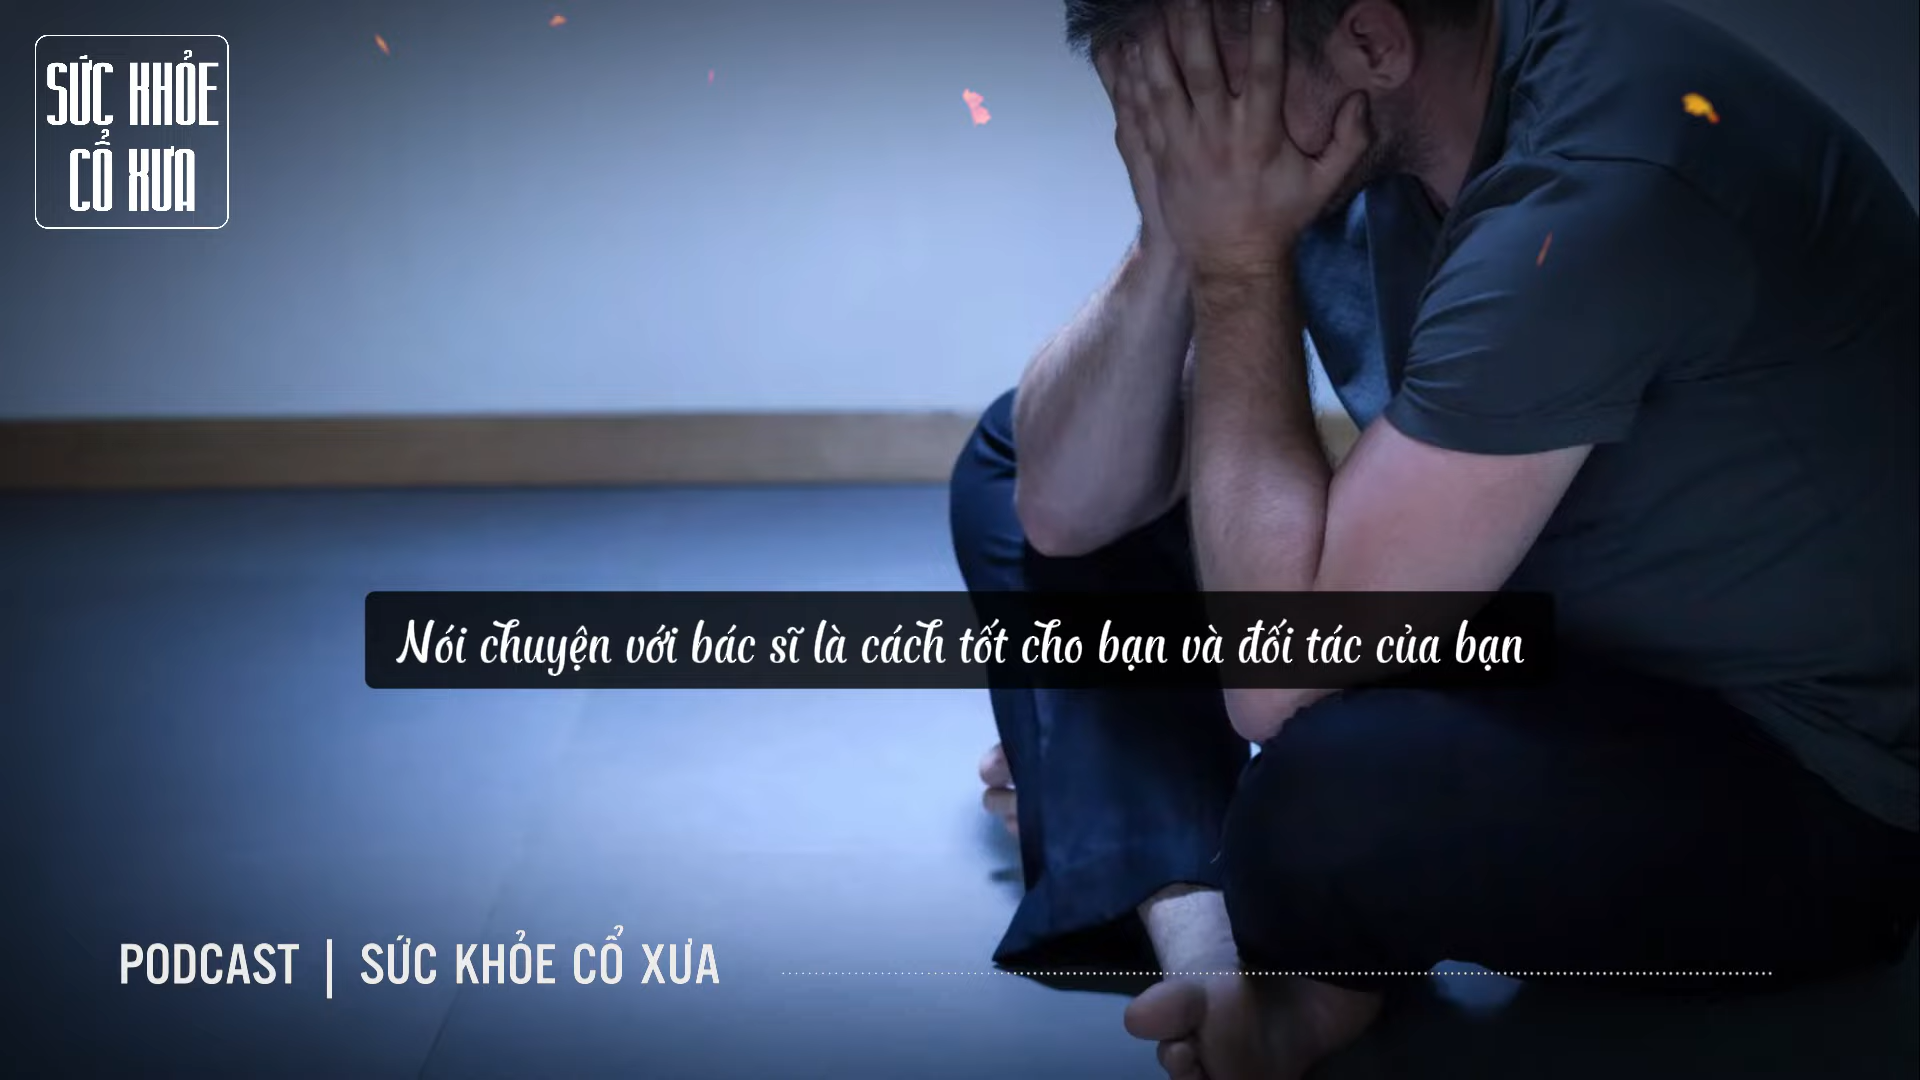 SỨC KHỎE
CỔ XƯA
Nói chuyện với bác sĩ là cách tốt cho bạn và đối tác của bạn
PODCAST | SỨC KHỎE CỔ XƯA